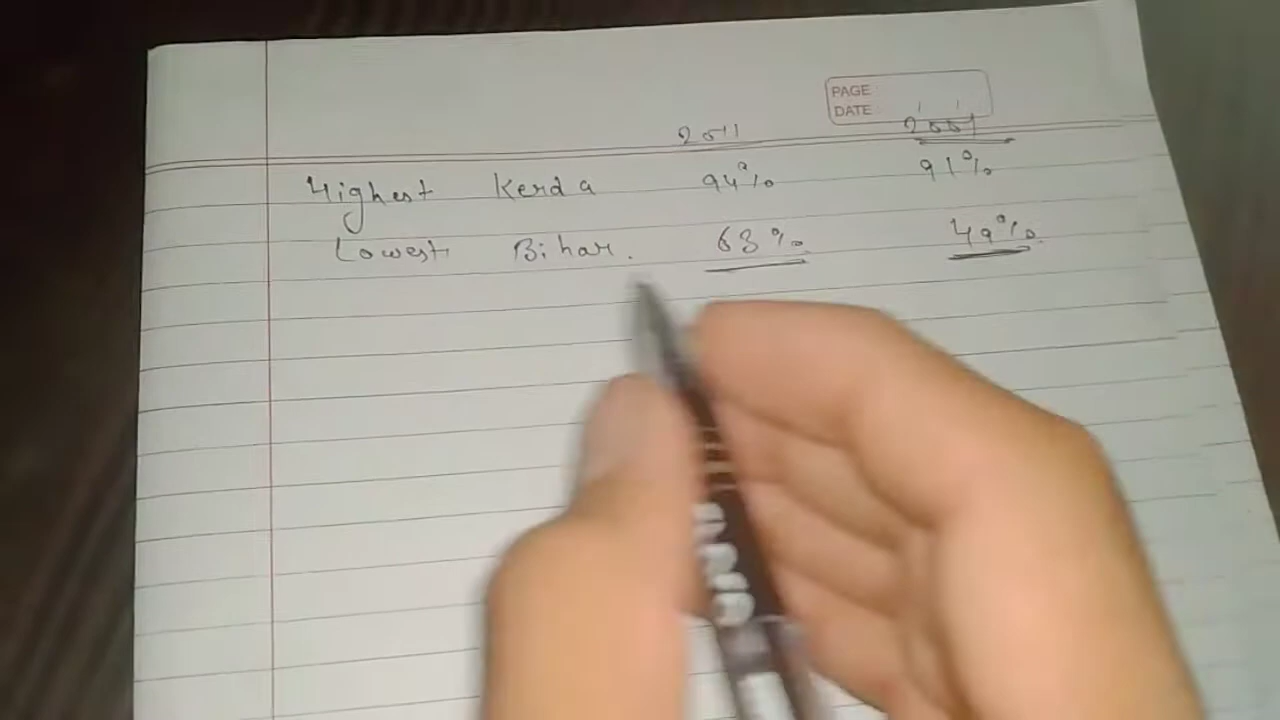 PAGE
DATE
2011 2001
Highest Kerala 94% 91%
Lowest Bihar. 63% 49%